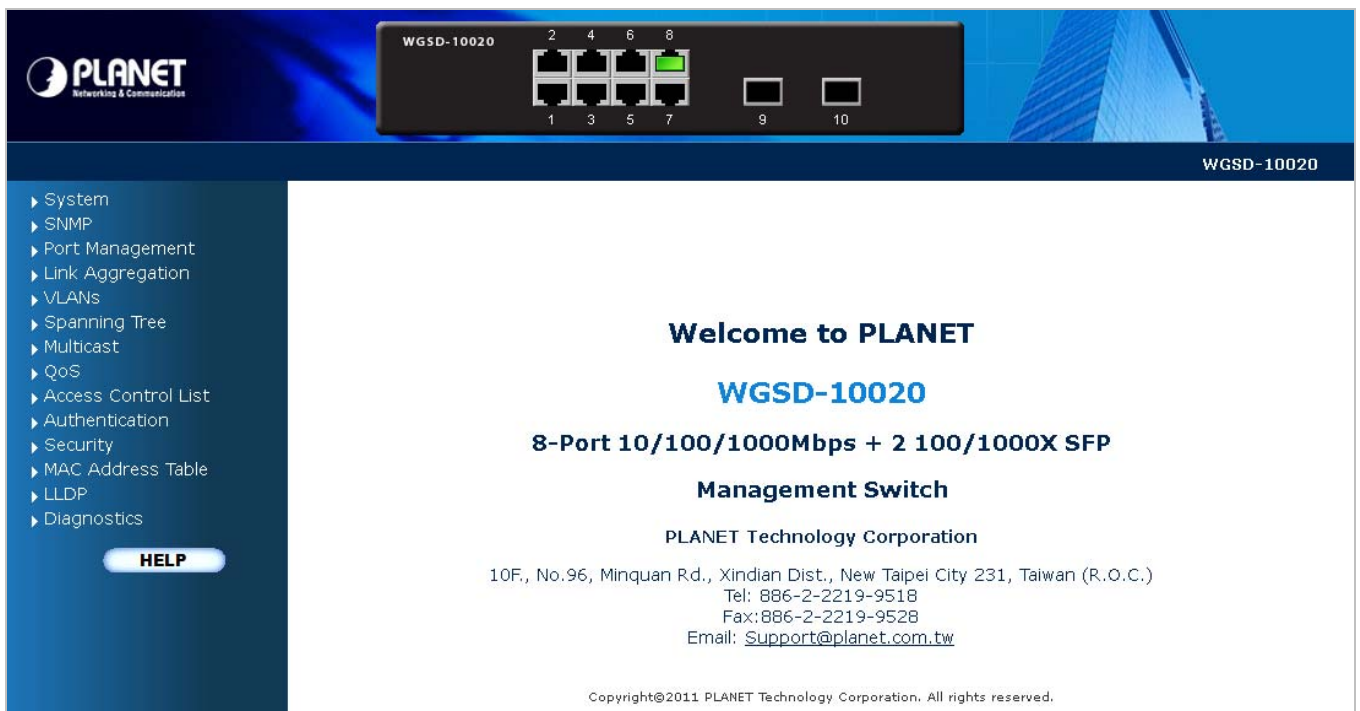 PLANET
Networking & Communication
WGSD-10020
2 4 6 8
1 3 5 7 9 10
WGSD-10020
System
SNMP
Port Management
Link Aggregation
VLANs
Spanning Tree
Multicast
QoS
Access Control List
Authentication
Security
MAC Address Table
LLDP
Diagnostics
HELP
Welcome to PLANET
WGSD-10020
8-Port 10/100/1000Mbps + 2 100/1000X SFP
Management Switch
PLANET Technology Corporation
10F., No.96, Minquan Rd., Xindian Dist., New Taipei City 231, Taiwan (R.O.C.)
Tel: 886-2-2219-9518
Fax:886-2-2219-9528
Email: Support@planet.com.tw
Copyright©2011 PLANET Technology Corporation. All rights reserved.